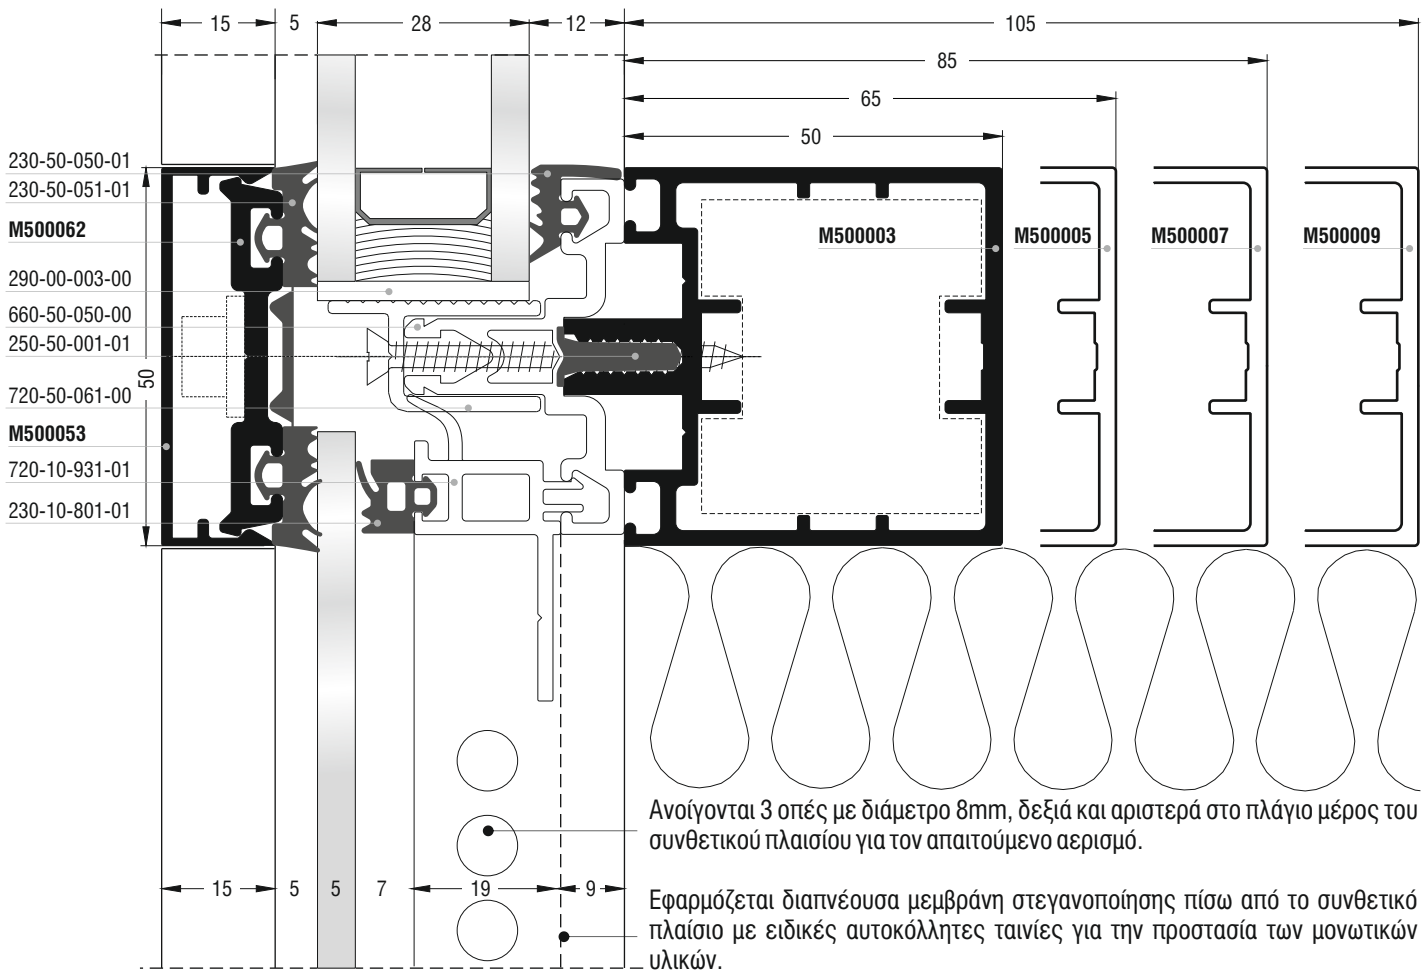 15 5 28 12 105
85
65
50
230-50-050-01
230-50-051-01
M500062
M500003 M500005 M500007 M500009
290-00-003-00
660-50-050-00
250-50-001-01
50
720-50-061-00
M500053
720-10-931-01
230-10-801-01
Ανοίγονται 3 οπές με διάμετρο 8mm, δεξιά και αριστερά στο πλάγιο μέρος του
συνθετικού πλαισίου για τον απαιτούμενο αερισμό.
15 5 5 7 19 9
Εφαρμόζεται διαπνέουσα μεμβράνη στεγανοποίησης πίσω από το συνθετικό
πλαίσιο με ειδικές αυτοκόλλητες ταινίες για την προστασία των μονωτικών
υλικών.